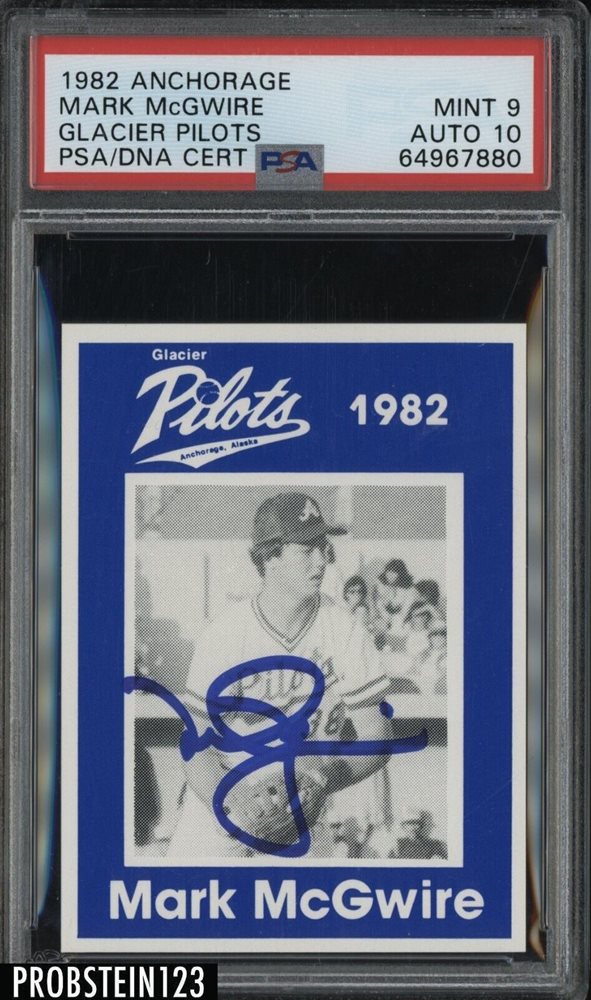 1982 ANCHORAGE
MARK McGWIRE MINT 9
GLACIER PILOTS AUTO 10
PSA/DNA CERT PSA 64967880
Glacier
Pilots 1982
Anchorage, Alaska
Mark McGwire
PROBSTEIN123